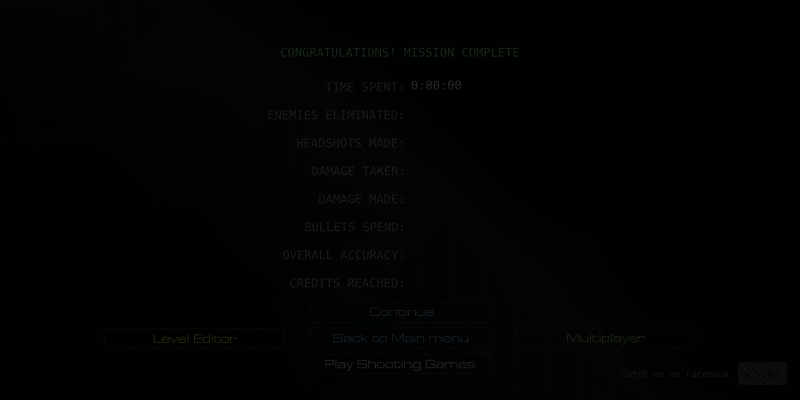 CONGRATULATIONS! MISSION COMPLETE
TIME SPENT: 0:00:00
ENEMIES ELIMINATED:
HEADSHOTS MADE:
DAMAGE TAKEN:
DAMAGE MADE:
BULLETS SPEND:
OVERALL ACCURACY:
CREDITS REACHED:
Continue
Level Editor
Back to Main menu
Multiplayer
Play Shooting Games
Catch us on Facebook